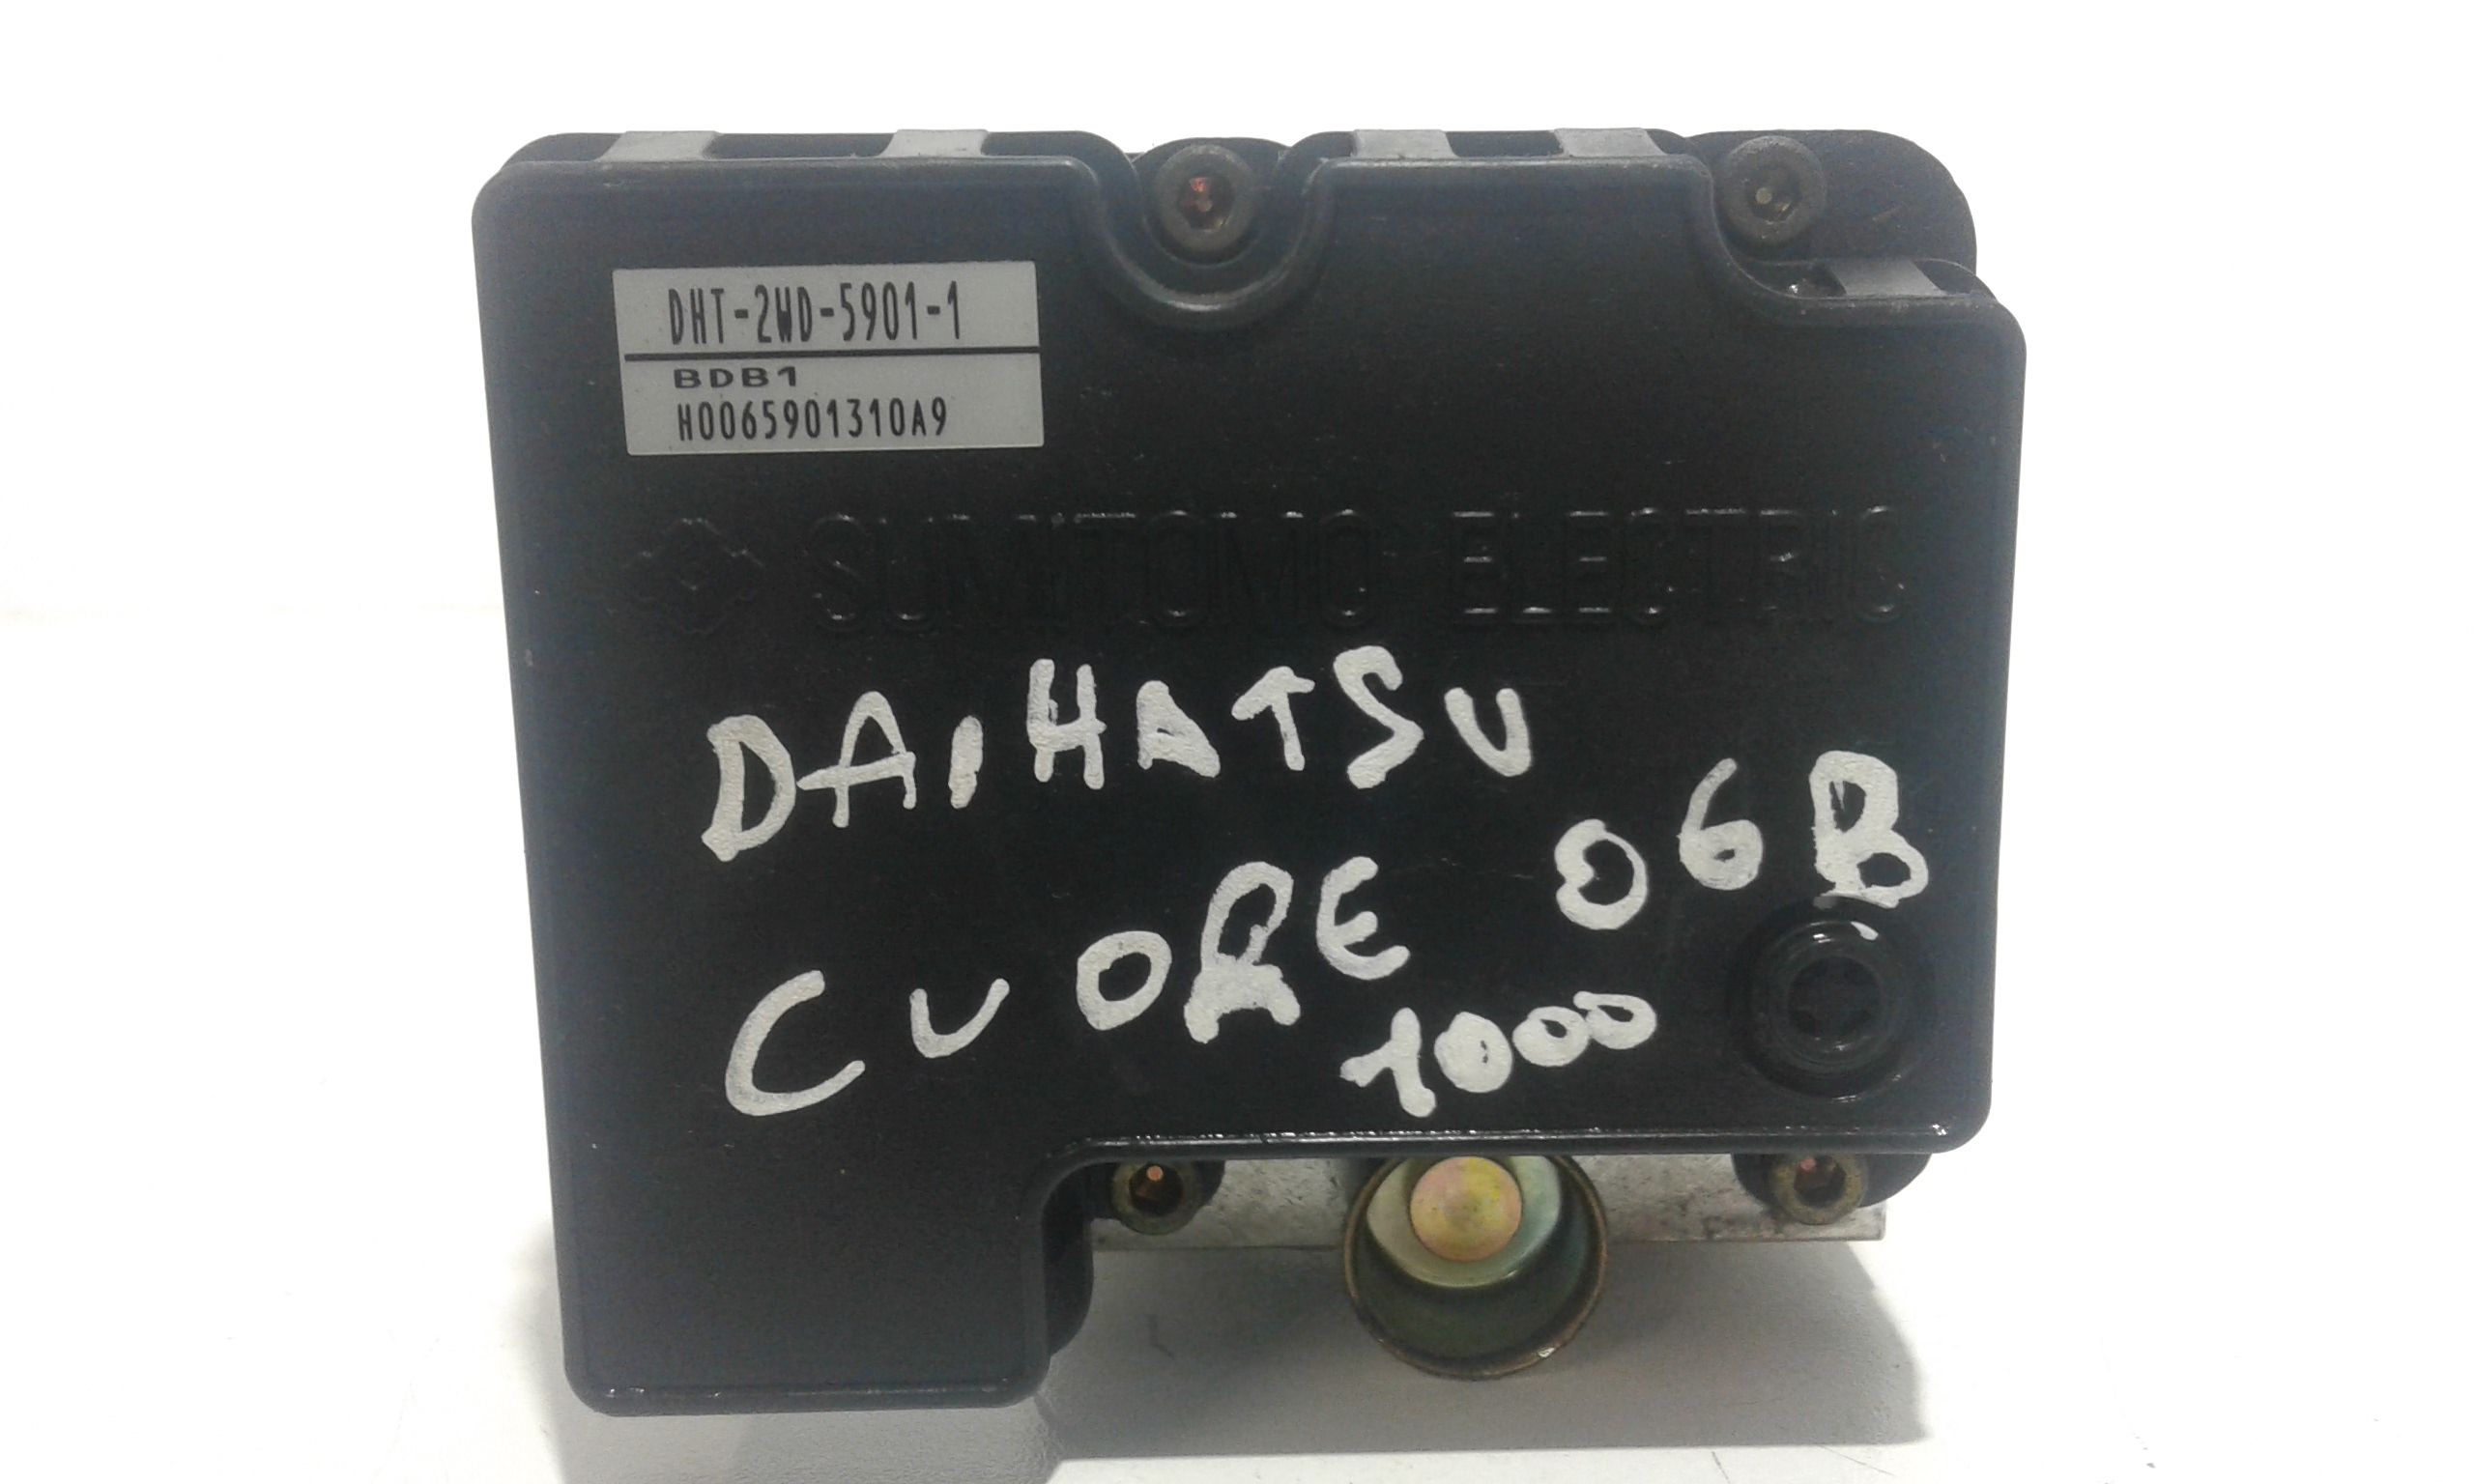 DHT-2WD-5901-1
BDB1
H0065901310A9
SUMITOMO ELECTRIC
DAIHATSU
CUORE 06B
1000